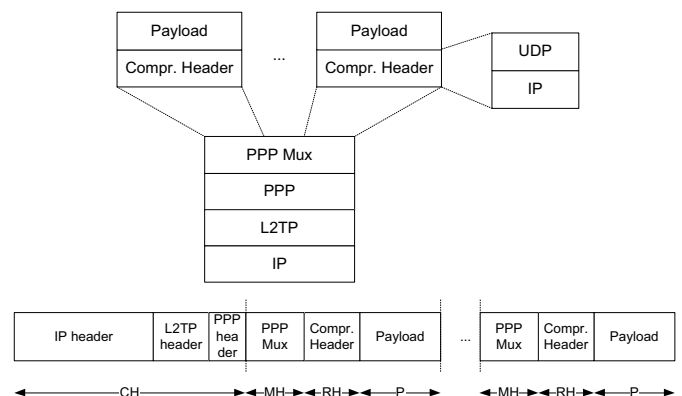 Payload
Compr. Header
...
Payload
Compr. Header
UDP
IP
PPP Mux
PPP
L2TP
IP
IP header
L2TP
header
PPP
hea
der
PPP
Mux
Compr.
Header
Payload
...
PPP
Mux
Compr.
Header
Payload
CH
MH
RH
P
MH
RH
P